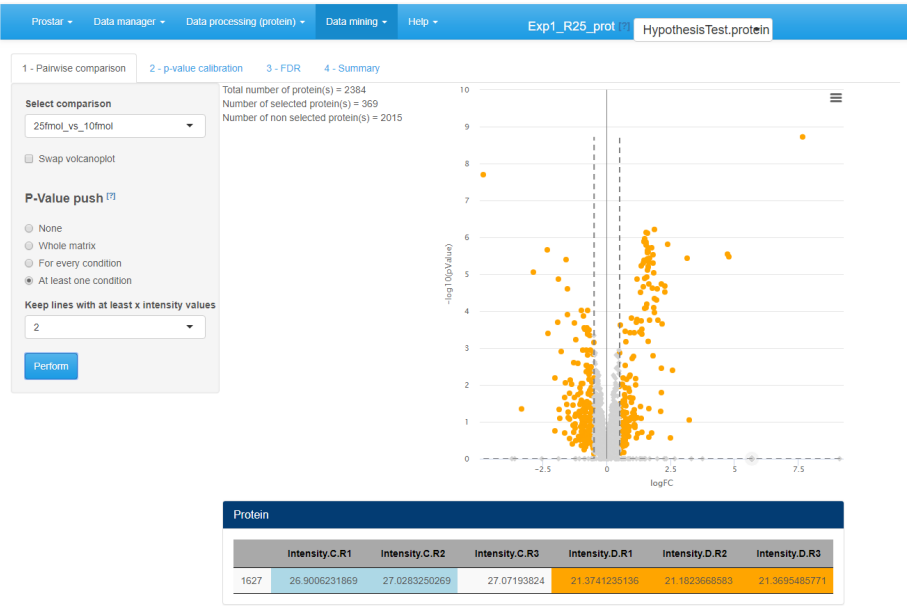 Prostar Data manager Data processing (protein) Data mining Help Exp1_R25_prot [?] HypothesisTest.protein
1 - Pairwise comparison 2 - p-value calibration 3 - FDR 4 - Summary
Select comparison
25fmol_vs_10fmol
Swap volcanoplot
P-Value push [?]
None
Whole matrix
For every condition
At least one condition
Keep lines with at least x intensity values
2
Perform
Total number of protein(s) = 2384
Number of selected protein(s) = 369
Number of non selected protein(s) = 2015
-log10(pValue)
10
9
8
7
6
5
4
3
2
1
0
−2.5 0 2.5 5 7.5
logFC
Protein
Intensity.C.R1 Intensity.C.R2 Intensity.C.R3 Intensity.D.R1 Intensity.D.R2 Intensity.D.R3
1627 26.9006231869 27.0283250269 27.07193824 21.3741235136 21.1823668583 21.3695485771